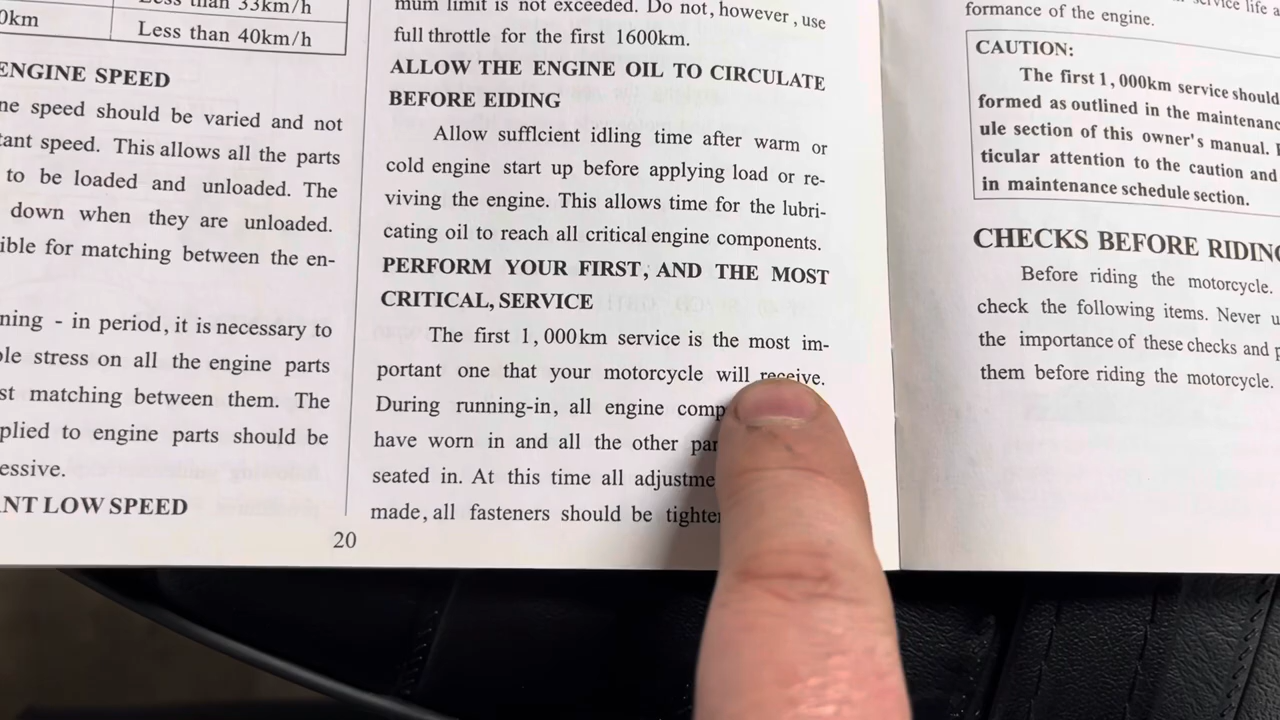 Less than 33km/h
0km
Less than 40km/h
ENGINE SPEED
ne speed should be varied and not
tant speed. This allows all the parts
to be loaded and unloaded. The
down when they are unloaded.
ible for matching between the en-
ning - in period, it is necessary to
ble stress on all the engine parts
st matching between them. The
plied to engine parts should be
essive.
ANT LOW SPEED
mum limit is not exceeded. Do not, however, use
full throttle for the first 1600km.
ALLOW THE ENGINE OIL TO CIRCULATE
BEFORE EIDING
Allow sufflcient idling time after warm or
cold engine start up before applying load or re-
viving the engine. This allows time for the lubri-
cating oil to reach all critical engine components.
PERFORM YOUR FIRST, AND THE MOST
CRITICAL, SERVICE
The first 1,000km service is the most im-
portant one that your motorcycle will receive.
During running-in, all engine comp
have worn in and all the other par
seated in. At this time all adjustme
made, all fasteners should be tighte
20
service life a
formance of the engine.
CAUTION:
The first 1,000km service should
formed as outlined in the maintenanc
ule section of this owner's manual.
ticular attention to the caution and
in maintenance schedule section.
CHECKS BEFORE RIDING
Before riding the motorcycle.
check the following items. Never u
the importance of these checks and p
them before riding the motorcycle.